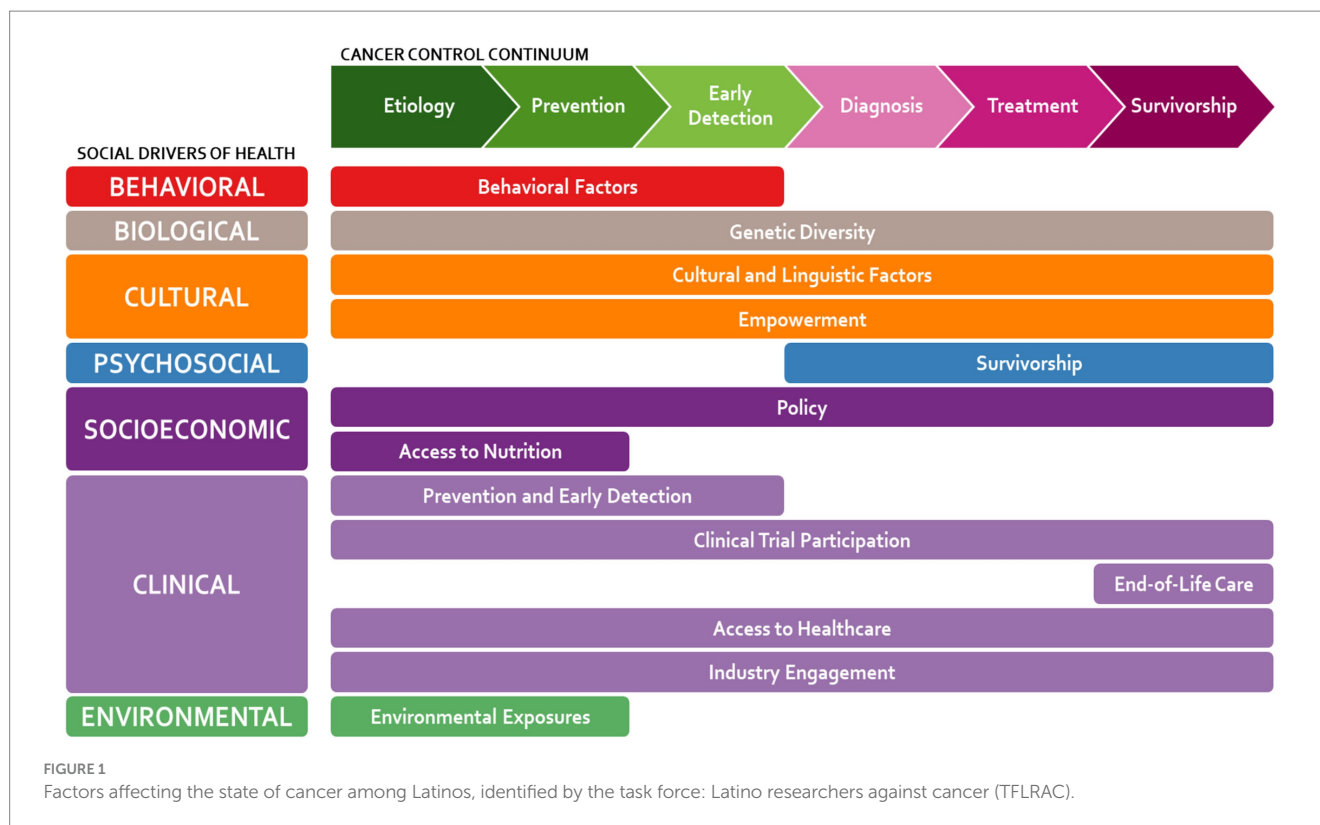 CANCER CONTROL CONTINUUM
Etiology
Prevention
Early
Detection
Diagnosis
Treatment
Survivorship
SOCIAL DRIVERS OF HEALTH
BEHAVIORAL
Behavioral Factors
BIOLOGICAL
Genetic Diversity
CULTURAL
Cultural and Linguistic Factors
Empowerment
PSYCHOSOCIAL
Survivorship
SOCIOECONOMIC
Policy
Access to Nutrition
CLINICAL
Prevention and Early Detection
Clinical Trial Participation
End-of-Life Care
Access to Healthcare
Industry Engagement
ENVIRONMENTAL
Environmental Exposures
FIGURE 1
Factors affecting the state of cancer among Latinos, identified by the task force: Latino researchers against cancer (TFLRAC).